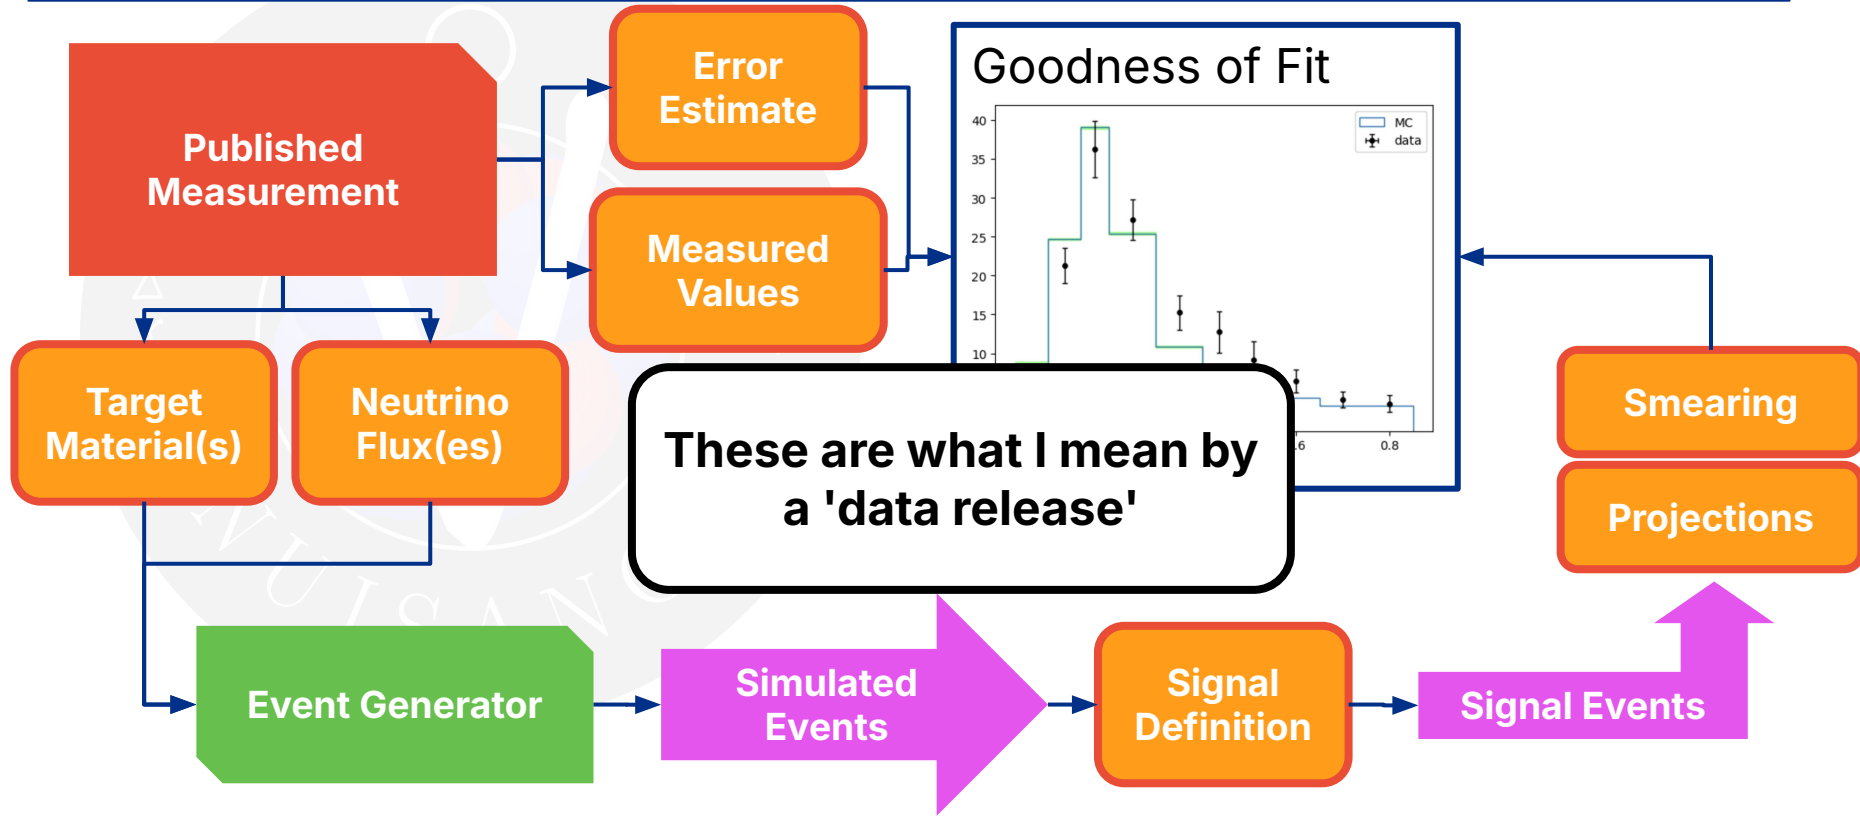 Published
Measurement
Error
Estimate
Measured
Values
Goodness of Fit
MC
data
40
35
30
25
20
15
10
.6
0.8
Target
Material(s)
Neutrino
Flux(es)
These are what I mean by
a 'data release'
Smearing
Projections
NUISANC
Event Generator
Simulated
Events
Signal
Definition
Signal Events